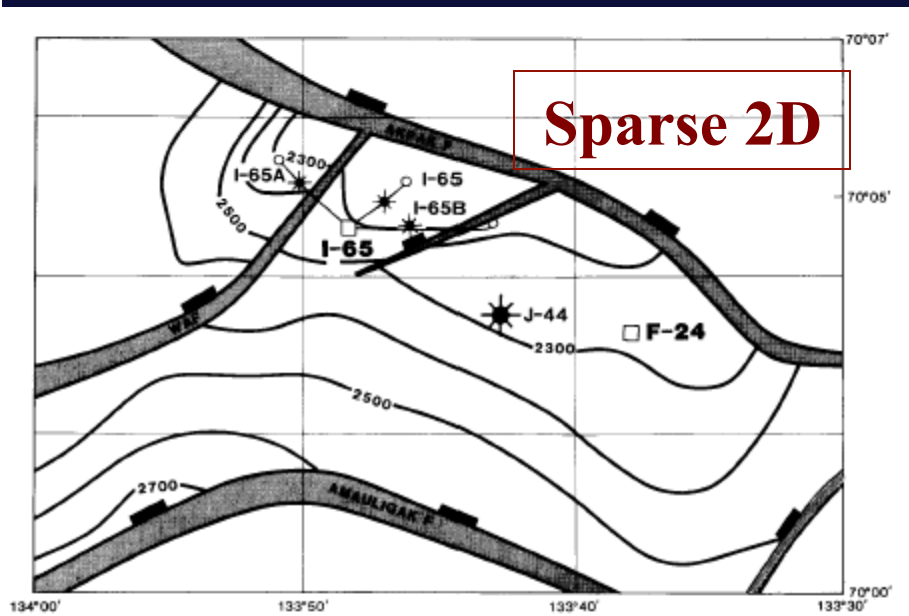 70°07′
Sparse 2D
AKPAK F
2300
I-65A
I-65
70°05′
I-65B
2500
I-65
J-44
F-24
WAF
2300
2500
2700
AMAULIGAK F
70°00′
134°00′
133°50′
133°40′
133°30′